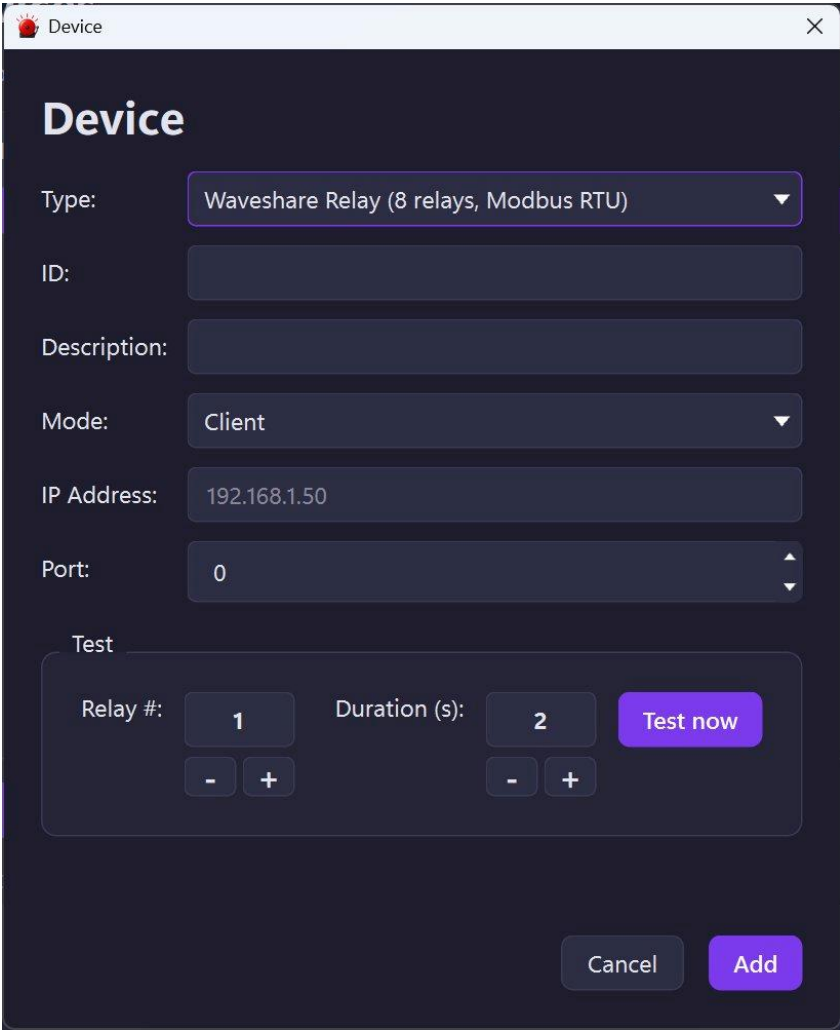 Device
Device
Type: Waveshare Relay (8 relays, Modbus RTU)
ID:
Description:
Mode: Client
IP Address: 192.168.1.50
Port: 0
Test
Relay #: 1 Duration (s): 2 Test now
- + - +
Cancel Add